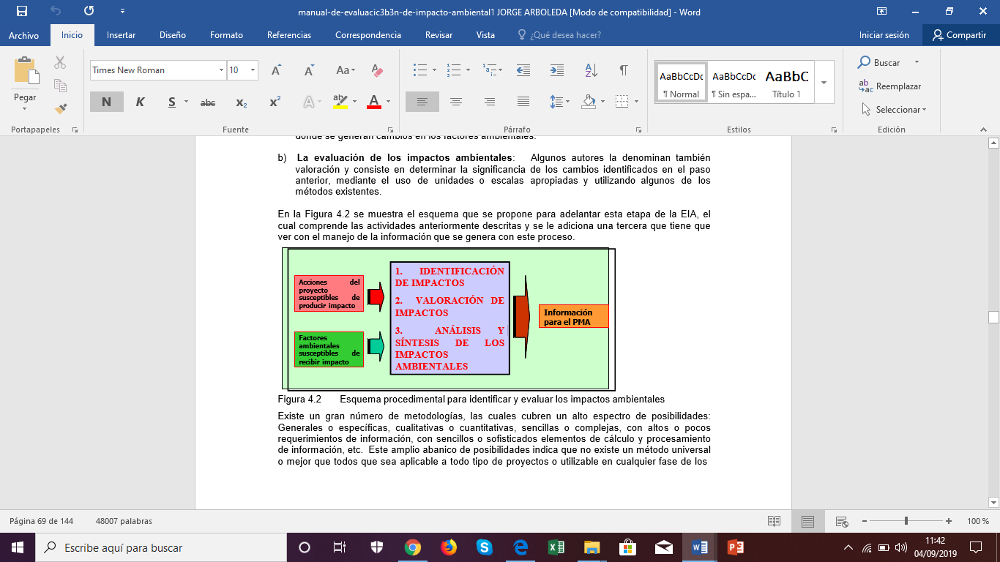 manual-de-evaluacic3b3n-de-impacto-ambiental1 JORGE ARBOLEDA [Modo de compatibilidad] - Word
Archivo Inicio Insertar Diseño Formato Referencias Correspondencia Revisar Vista ¿Qué desea hacer? Iniciar sesión Compartir
Pegar
Times New Roman 10 Aa
N K S abc x₂ x² A ab A
AaBbCcDc AaBbCcDc AaBbC
¶ Normal ¶ Sin espa... Título 1
Buscar
Reemplazar
Seleccionar
Portapapeles Fuente Párrafo Estilos Edición
donde se generan cambios en los factores ambientales.
b) La evaluación de los impactos ambientales: Algunos autores la denominan también
valoración y consiste en determinar la significancia de los cambios identificados en el paso
anterior, mediante el uso de unidades o escalas apropiadas y utilizando algunos de los
métodos existentes.
En la Figura 4.2 se muestra el esquema que se propone para adelantar esta etapa de la EIA, el
cual comprende las actividades anteriormente descritas y se le adiciona una tercera que tiene que
ver con el manejo de la información que se genera con este proceso.
Acciones del
proyecto
susceptibles de
producir impacto
Factores
ambientales
susceptibles de
recibir impacto
1. IDENTIFICACIÓN
DE IMPACTOS
2. VALORACIÓN DE
IMPACTOS
3. ANÁLISIS Y
SÍNTESIS DE LOS
IMPACTOS
AMBIENTALES
Información
para el PMA
Figura 4.2 Esquema procedimental para identificar y evaluar los impactos ambientales
Existe un gran número de metodologías, las cuales cubren un alto espectro de posibilidades:
Generales o específicas, cualitativas o cuantitativas, sencillas o complejas, con altos o pocos
requerimientos de información, con sencillos o sofisticados elementos de cálculo y procesamiento
de información, etc. Este amplio abanico de posibilidades indica que no existe un método universal
o mejor que todos que sea aplicable a todo tipo de proyectos o utilizable en cualquier fase de los
Página 69 de 144 48007 palabras 100 %
Escribe aquí para buscar
11:42
04/09/2019